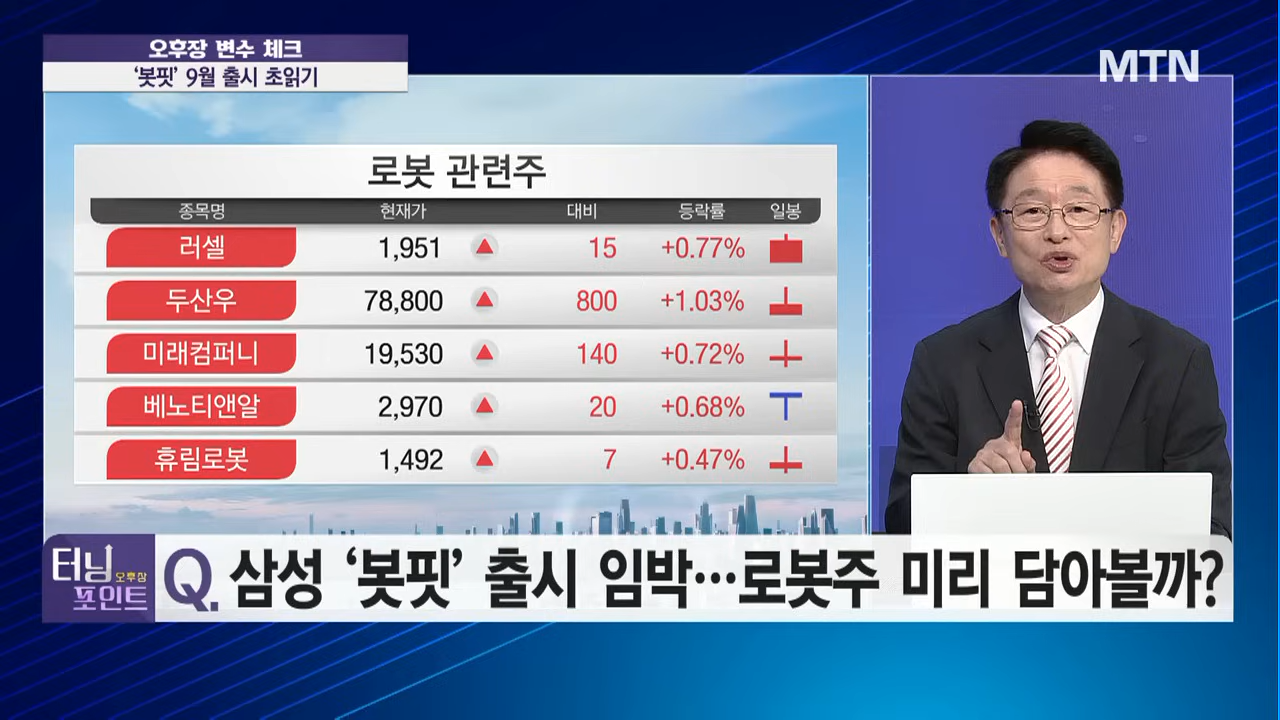 오후장 변수 체크
‘봇핏’ 9월 출시 초읽기
MTN
로봇 관련주
종목명 현재가 대비 등락률 일봉
러셀 1,951 ▲ 15 +0.77%
두산우 78,800 ▲ 800 +1.03%
미래컴퍼니 19,530 ▲ 140 +0.72%
베노티앤알 2,970 ▲ 20 +0.68%
휴림로봇 1,492 ▲ 7 +0.47%
터닝 오후장
포인트
Q. 삼성 ‘봇핏’ 출시 임박…로봇주 미리 담아볼까?